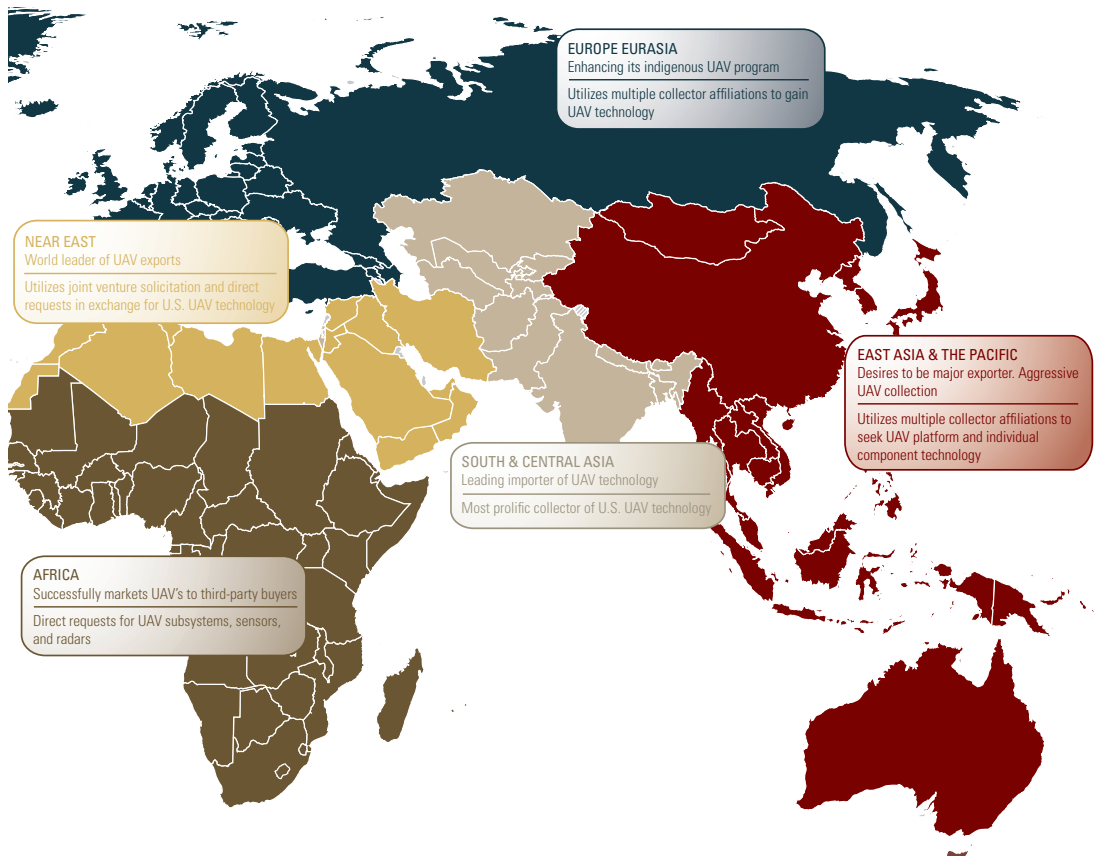 EUROPE EURASIA
Enhancing its indigenous UAV program
Utilizes multiple collector affiliations to gain
UAV technology
NEAR EAST
World leader of UAV exports
Utilizes joint venture solicitation and direct
requests in exchange for U.S. UAV technology
EAST ASIA & THE PACIFIC
Desires to be major exporter. Aggressive
UAV collection
Utilizes multiple collector affiliations to
seek UAV platform and individual
component technology
SOUTH & CENTRAL ASIA
Leading importer of UAV technology
Most prolific collector of U.S. UAV technology
AFRICA
Successfully markets UAV's to third-party buyers
Direct requests for UAV subsystems, sensors,
and radars